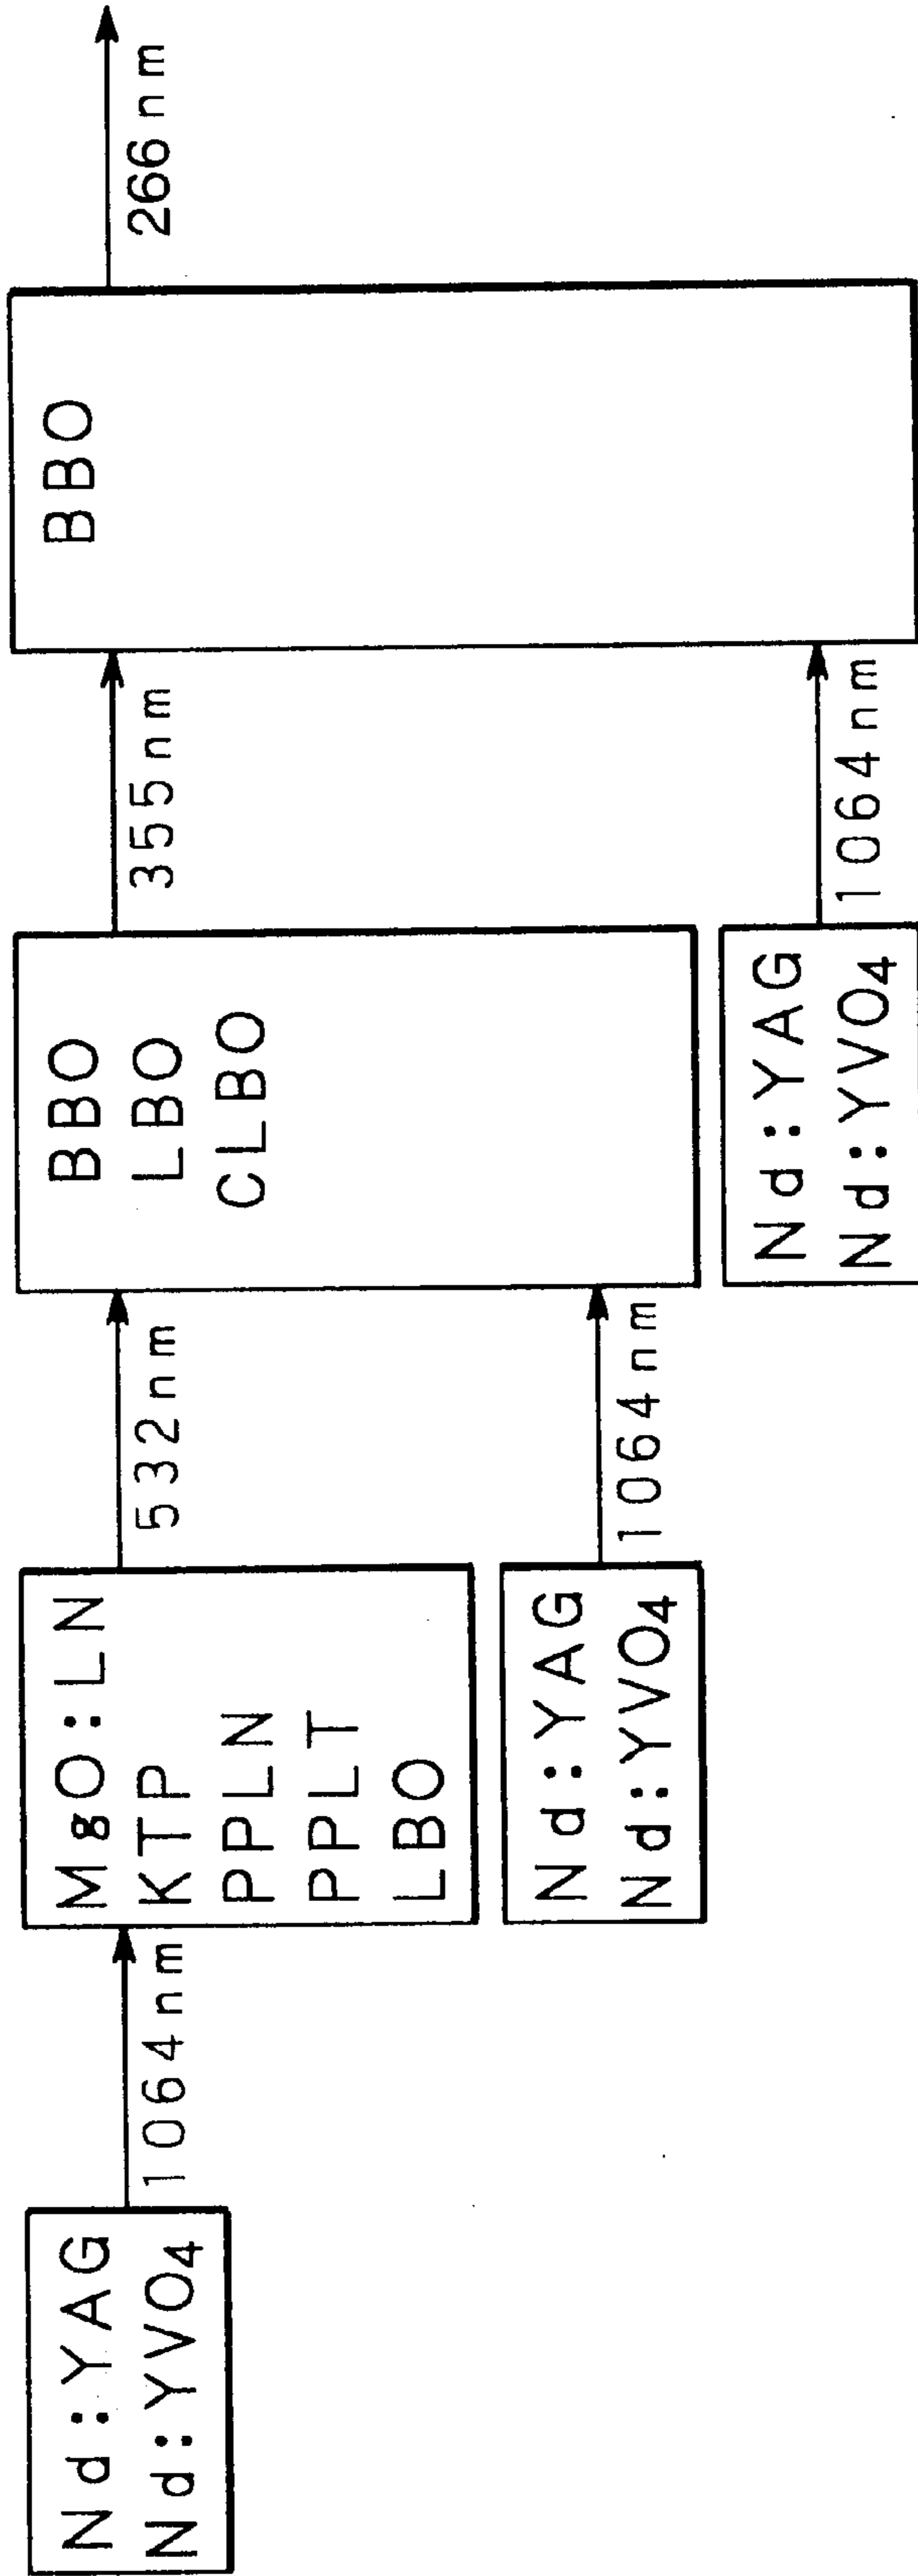 Nd:YAG
Nd:YVO4
1064nm
MgO:LN
KTP
PPLN
PPLT
LBO
532nm
Nd:YAG
Nd:YVO4
1064nm
BBO
LBO
CLBO
355nm
Nd:YAG
Nd:YVO4
1064nm
BBO
266nm